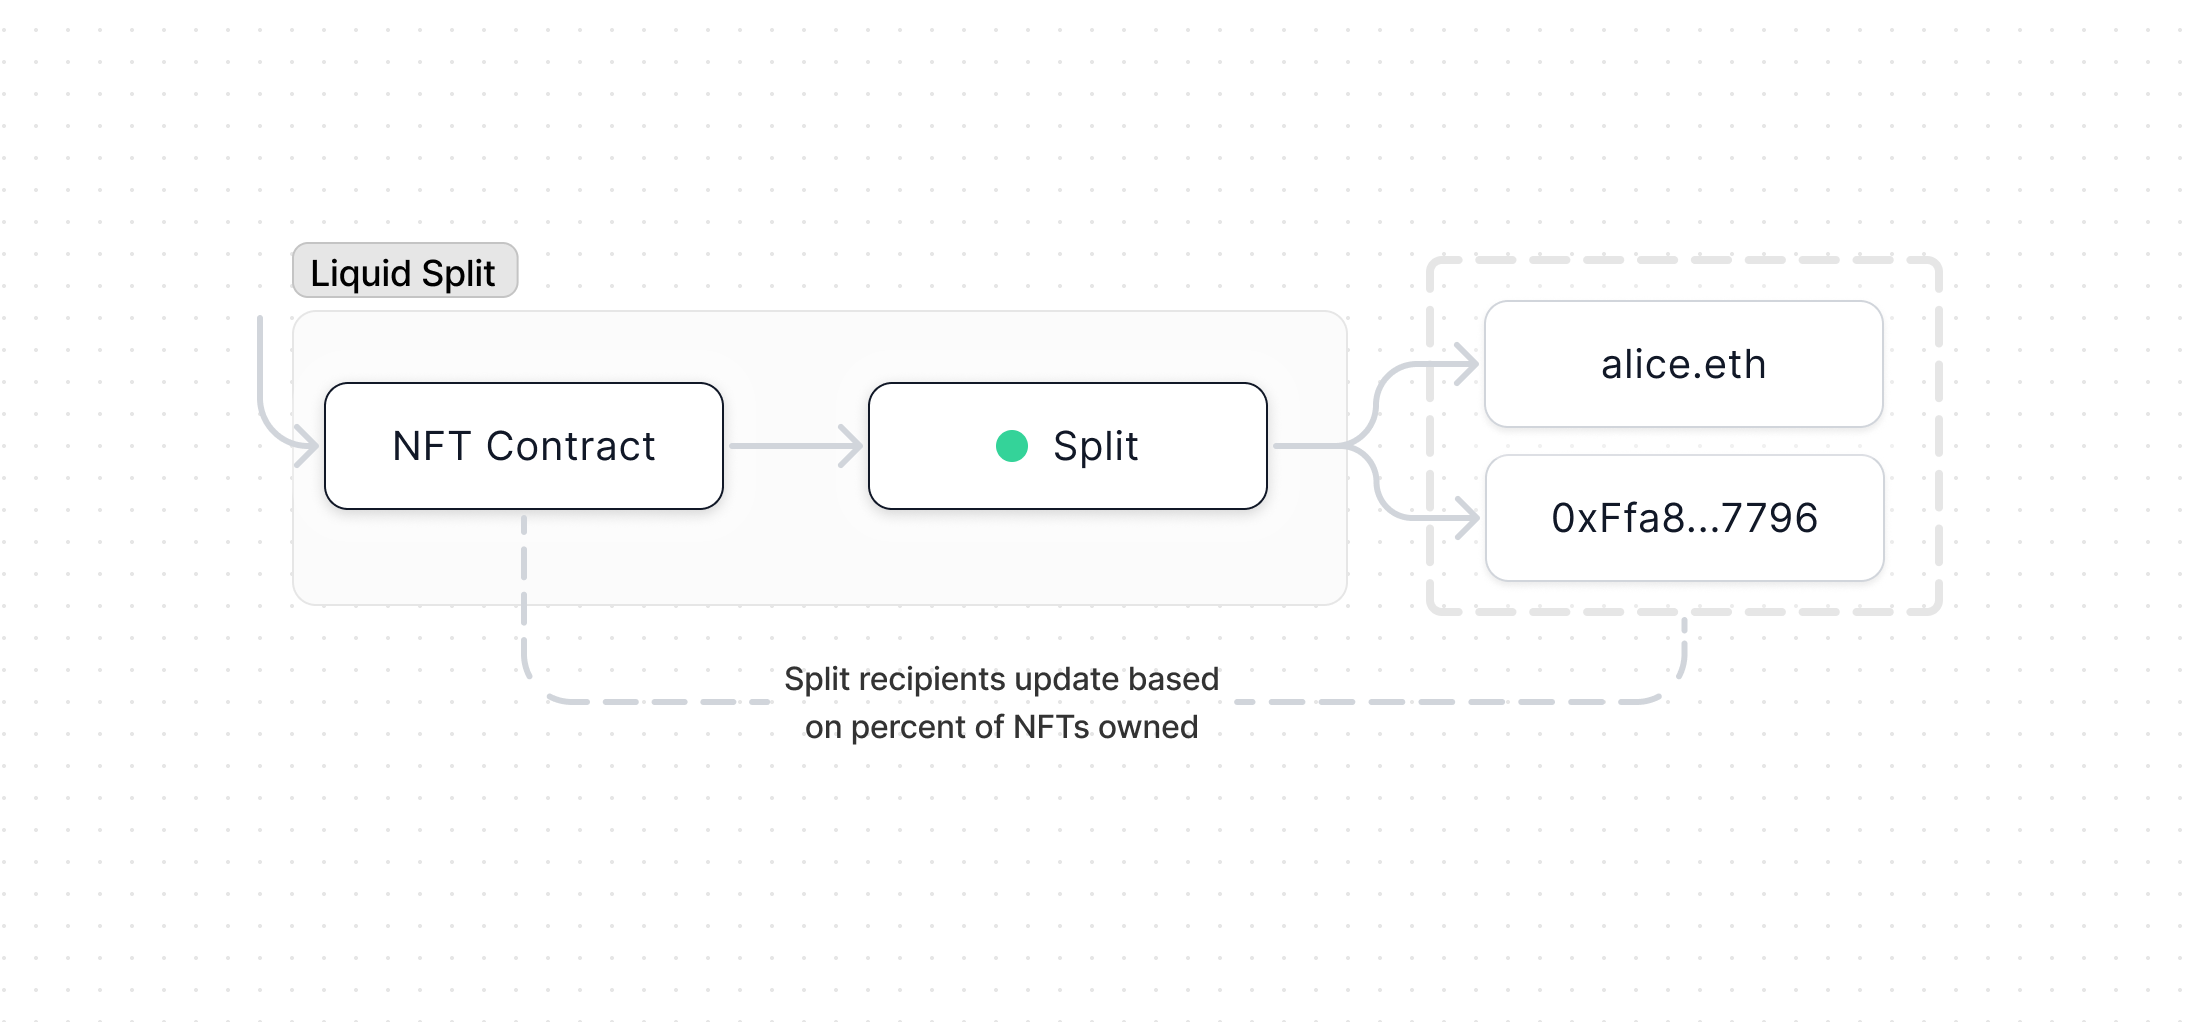 Liquid Split
NFT Contract
Split
alice.eth
0xFfa8...7796
Split recipients update based
on percent of NFTs owned